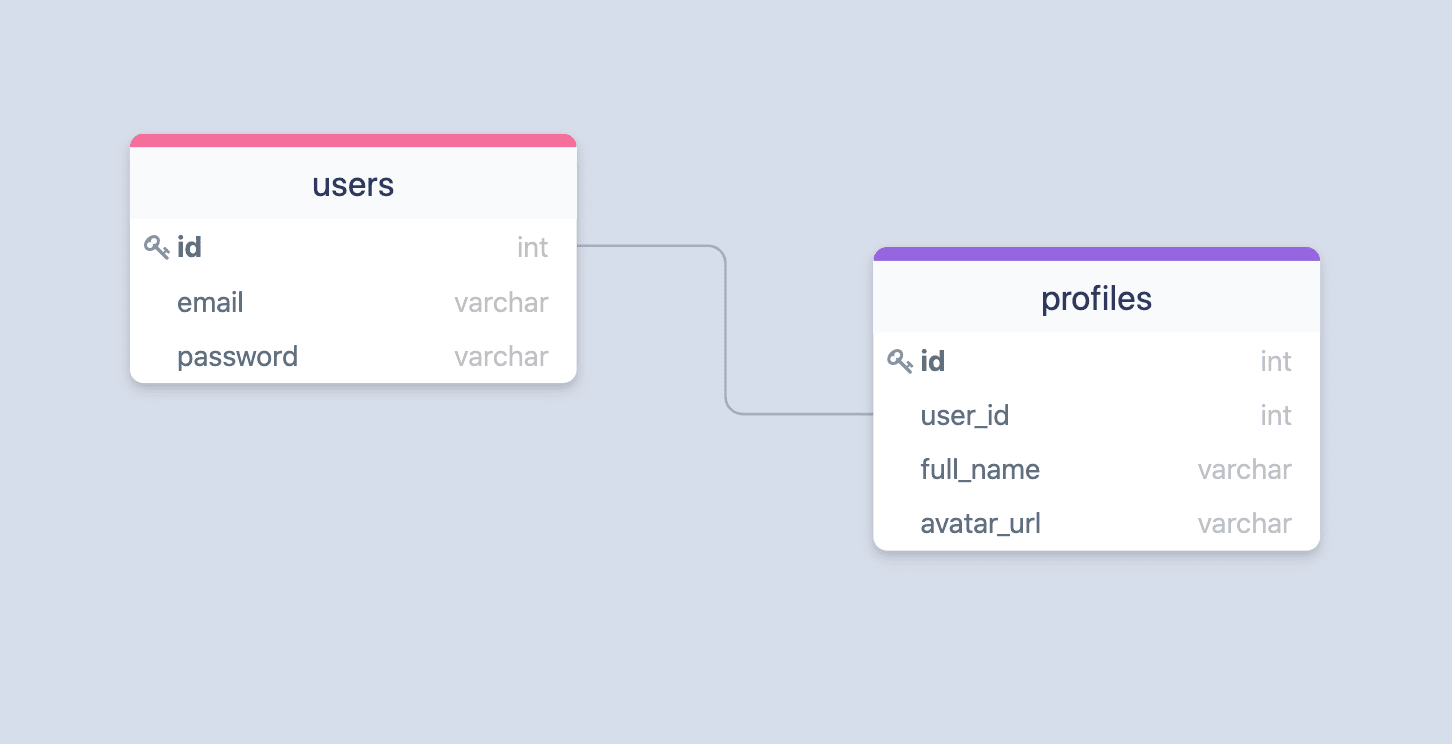 users
id int
email varchar
password varchar
profiles
id int
user_id int
full_name varchar
avatar_url varchar